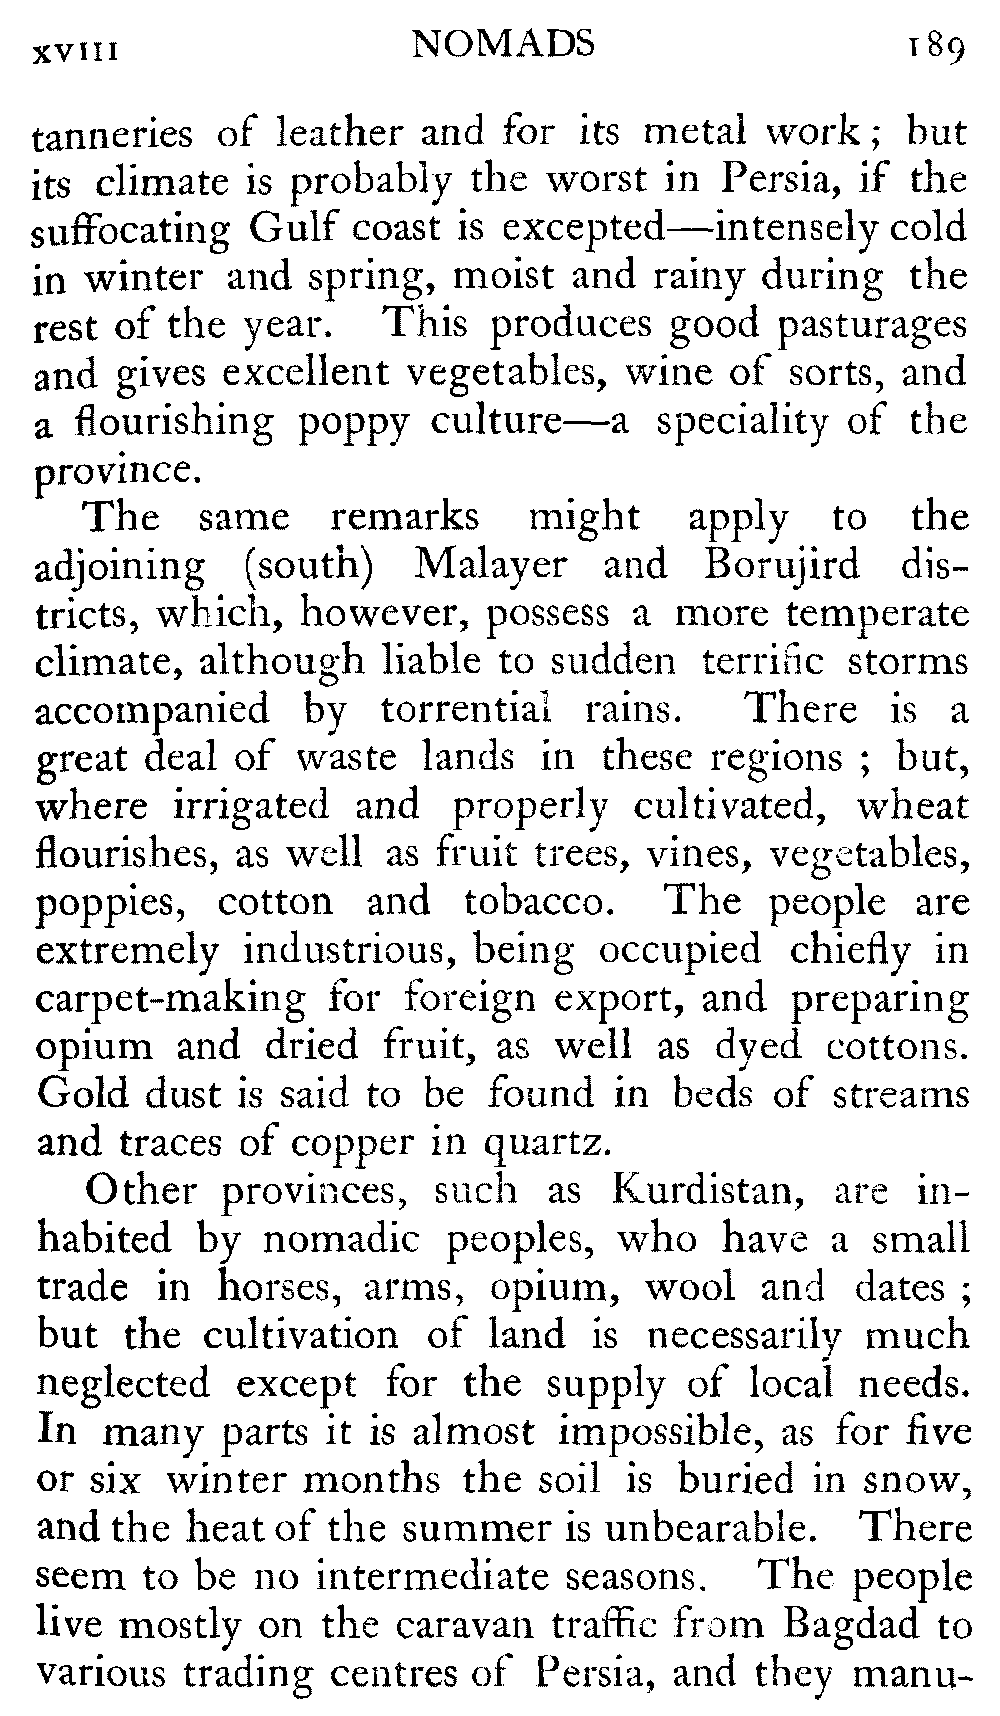 XVIII NOMADS 189
tanneries of leather and for its metal work; but
its climate is probably the worst in Persia, if the
suffocating Gulf coast is excepted—intensely cold
in winter and spring, moist and rainy during the
rest of the year. This produces good pasturages
and gives excellent vegetables, wine of sorts, and
a flourishing poppy culture—a speciality of the
province.
The same remarks might apply to the
adjoining (south) Malayer and Borujird dis-
tricts, which, however, possess a more temperate
climate, although liable to sudden terrific storms
accompanied by torrential rains. There is a
great deal of waste lands in these regions ; but,
where irrigated and properly cultivated, wheat
flourishes, as well as fruit trees, vines, vegetables,
poppies, cotton and tobacco. The people are
extremely industrious, being occupied chiefly in
carpet-making for foreign export, and preparing
opium and dried fruit, as well as dyed cottons.
Gold dust is said to be found in beds of streams
and traces of copper in quartz.
Other provinces, such as Kurdistan, are in-
habited by nomadic peoples, who have a small
trade in horses, arms, opium, wool and dates ;
but the cultivation of land is necessarily much
neglected except for the supply of local needs.
In many parts it is almost impossible, as for five
or six winter months the soil is buried in snow,
and the heat of the summer is unbearable. There
seem to be no intermediate seasons. The people
live mostly on the caravan traffic from Bagdad to
various trading centres of Persia, and they manu-